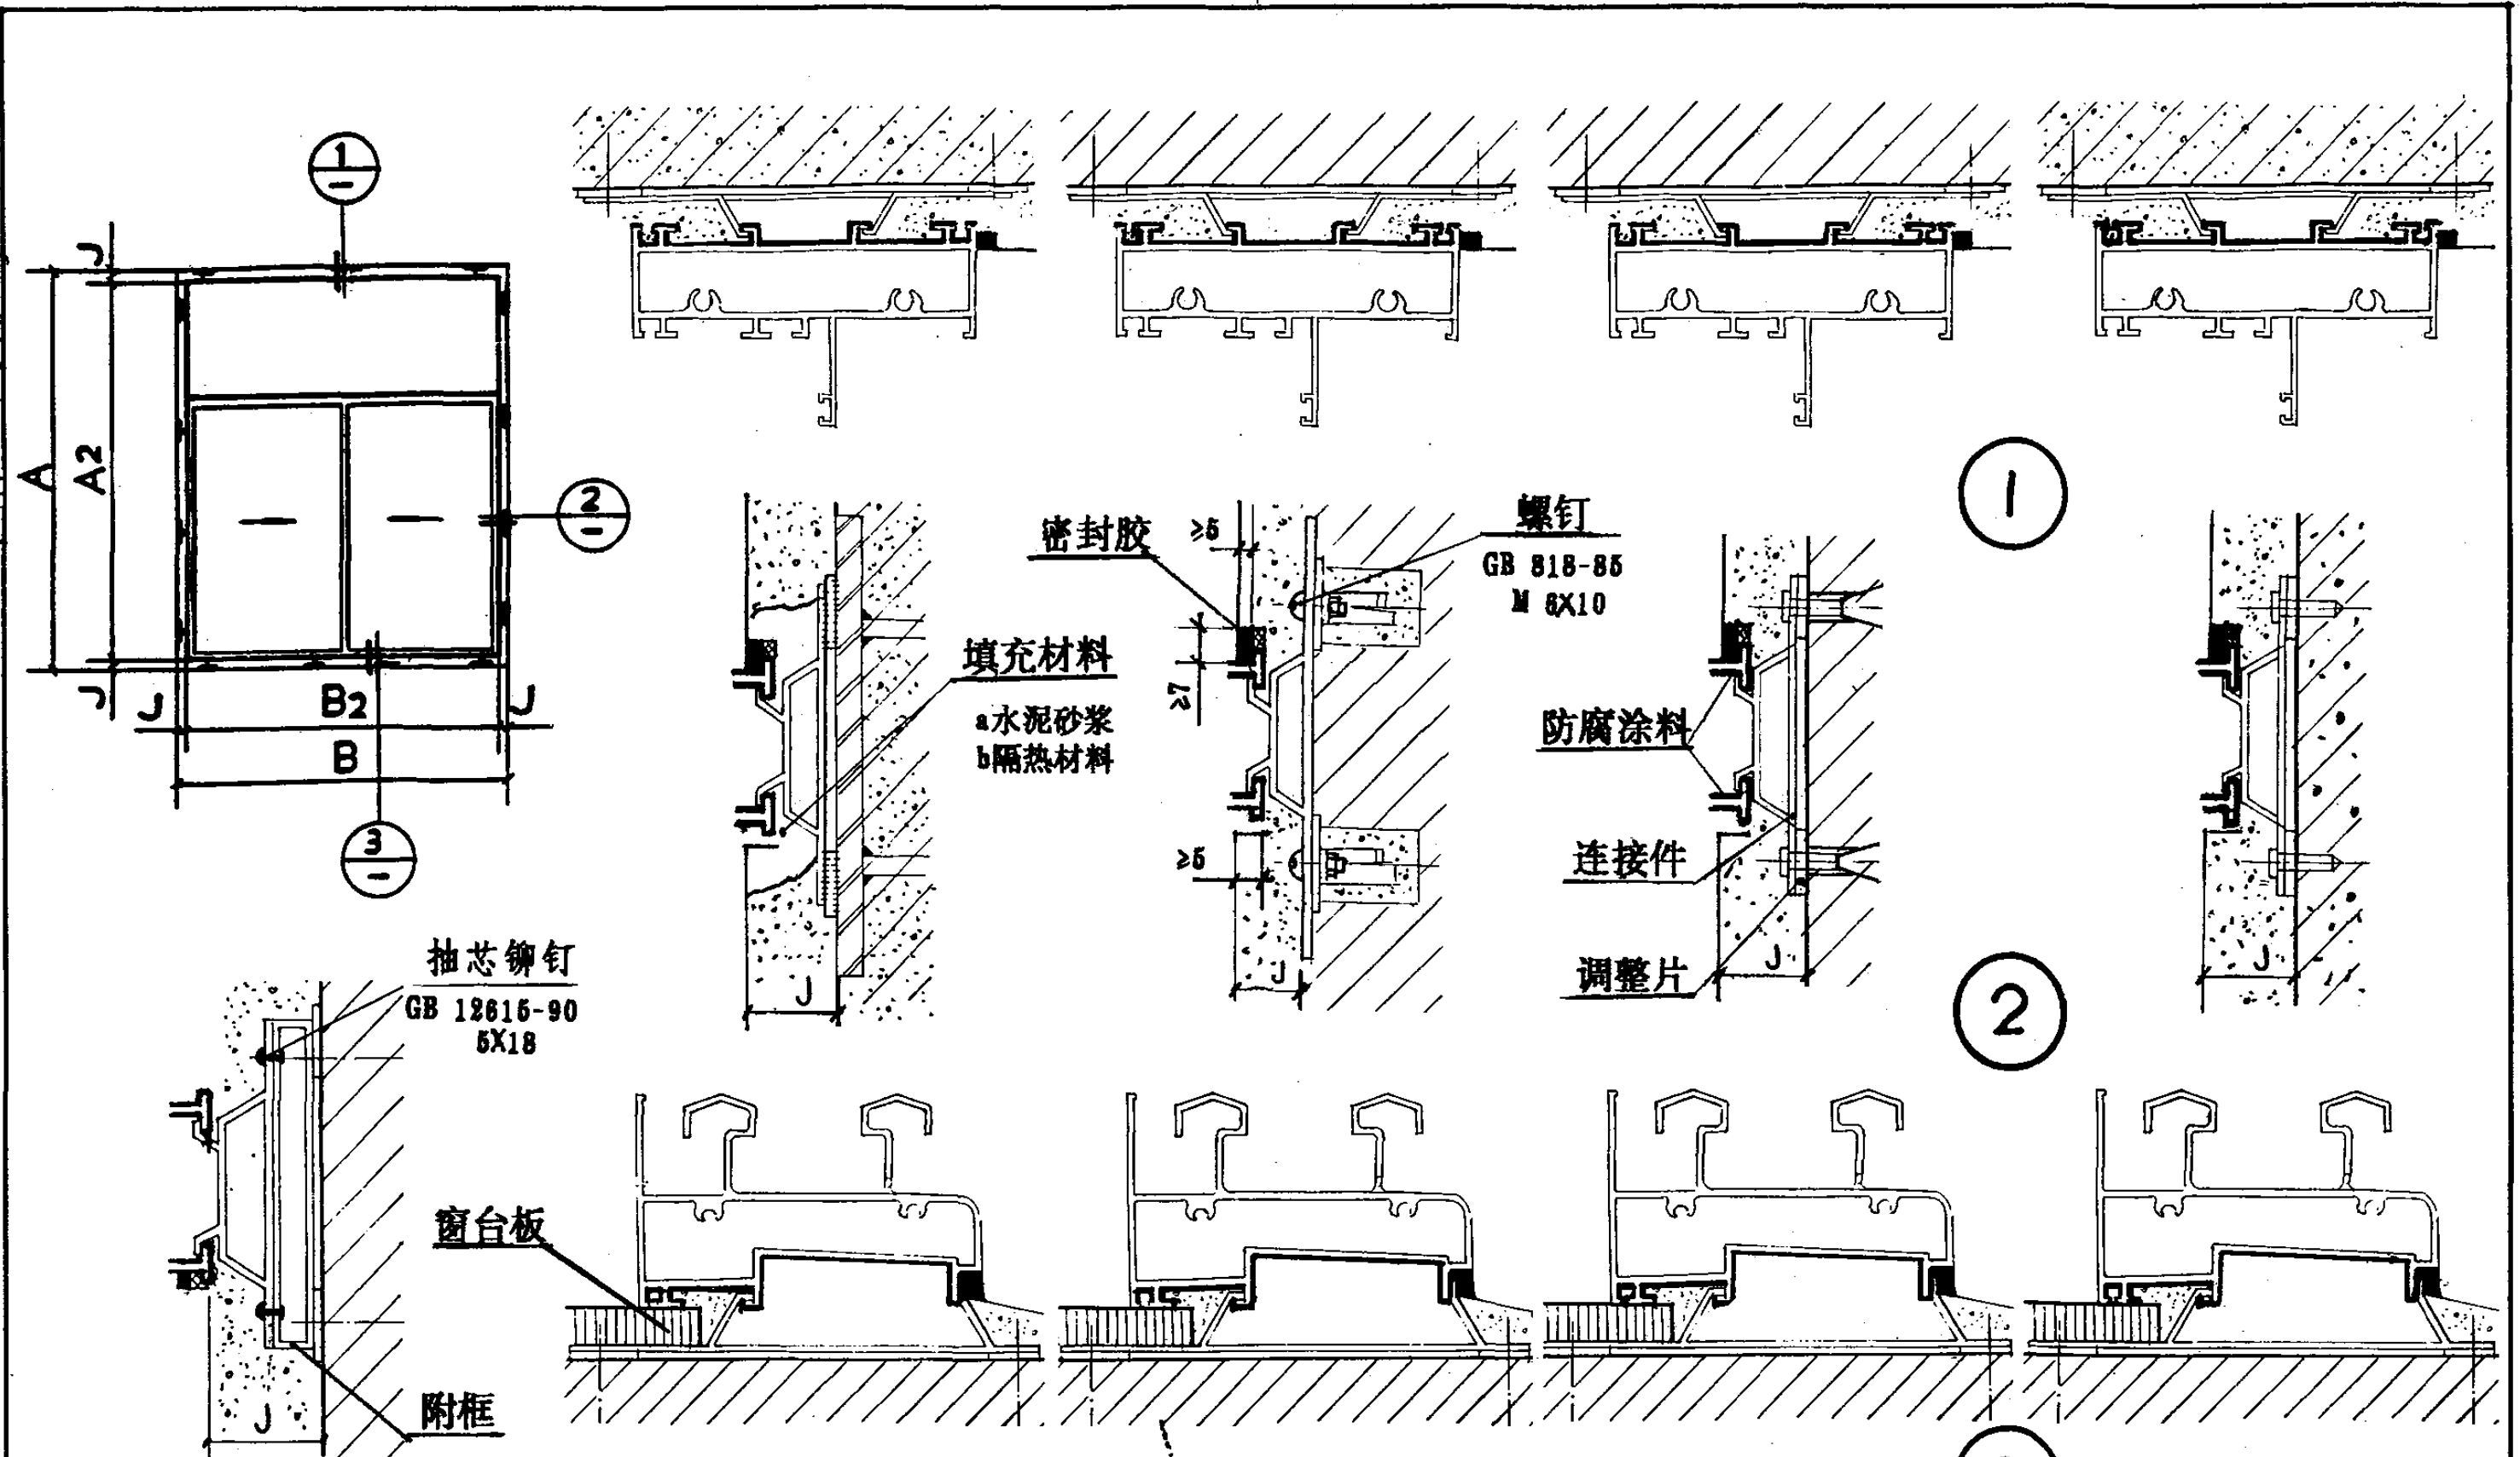 1
–
J
A
A2
J
J
B2
J
B
2
–
3
–
1
密封胶
≥5
≥7
≥5
螺钉
GB 818-85
M 6X10
填充材料
a水泥砂浆
b隔热材料
防腐涂料
连接件
调整片
J
J
J
J
2
抽芯铆钉
GB 12615-90
5X18
J
附框
窗台板